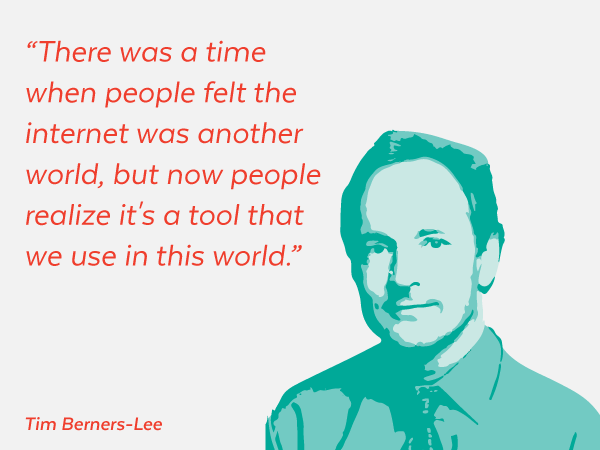 “There was a time
when people felt the
internet was another
world, but now people
realize it's a tool that
we use in this world.”
Tim Berners-Lee